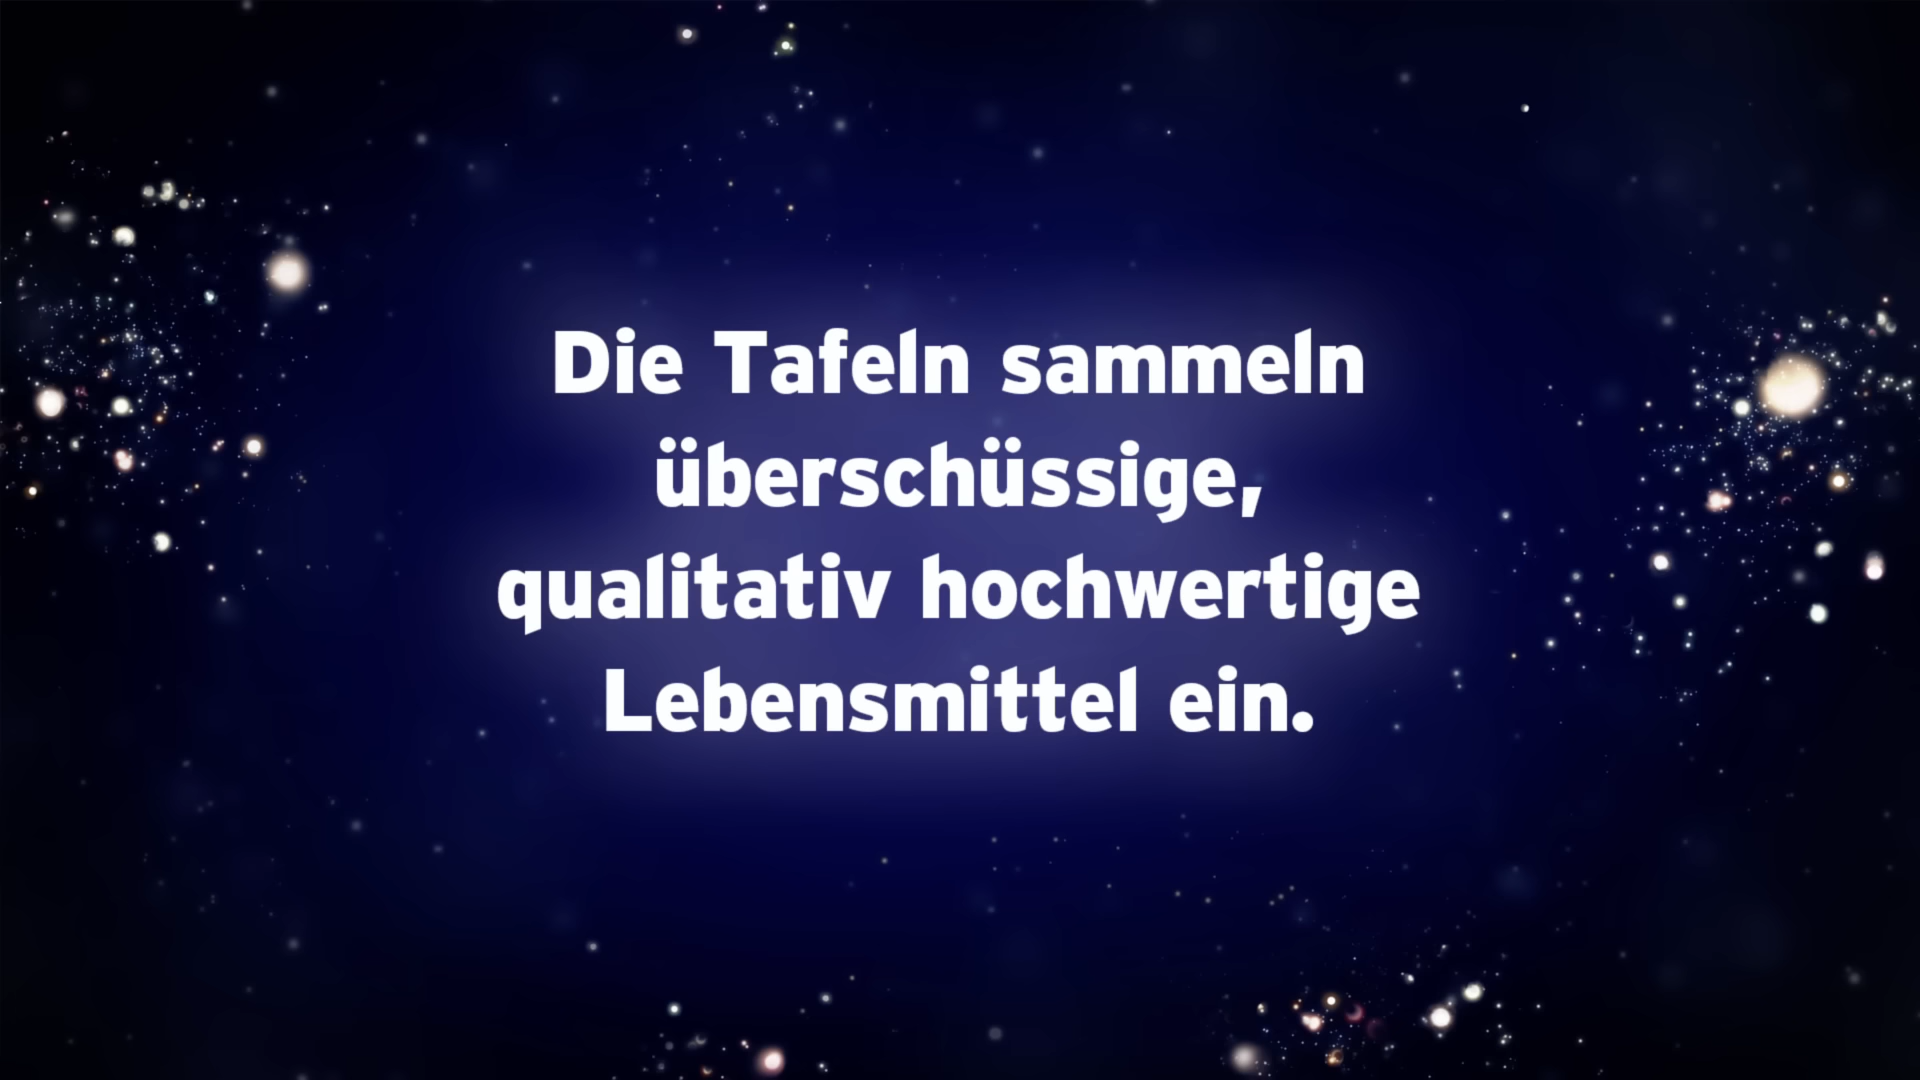 Die Tafeln sammeln
überschüssige,
qualitativ hochwertige
Lebensmittel ein.